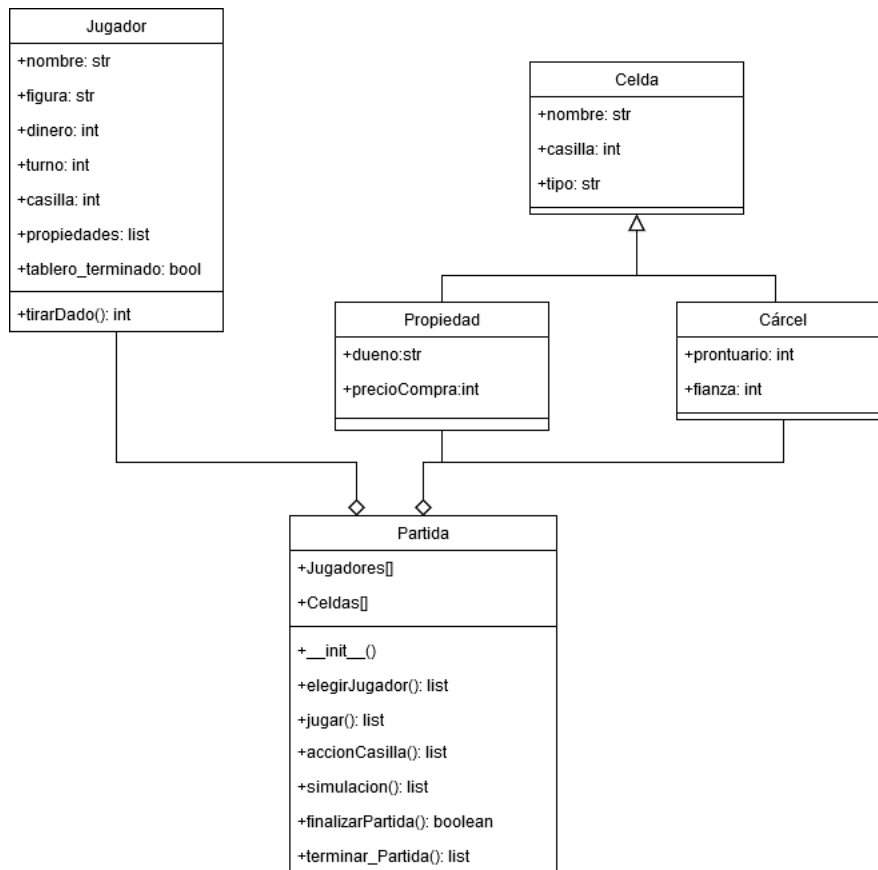 Jugador
+nombre: str
+figura: str
+dinero: int
+turno: int
+casilla: int
+propiedades: list
+tablero_terminado: bool
+tirarDado(): int
Celda
+nombre: str
+casilla: int
+tipo: str
Propiedad
+dueno:str
+precioCompra:int
Cárcel
+prontuario: int
+fianza: int
Partida
+Jugadores[]
+Celdas[]
+__init__()
+elegirJugador(): list
+jugar(): list
+accionCasilla(): list
+simulacion(): list
+finalizarPartida(): boolean
+terminar_Partida(): list